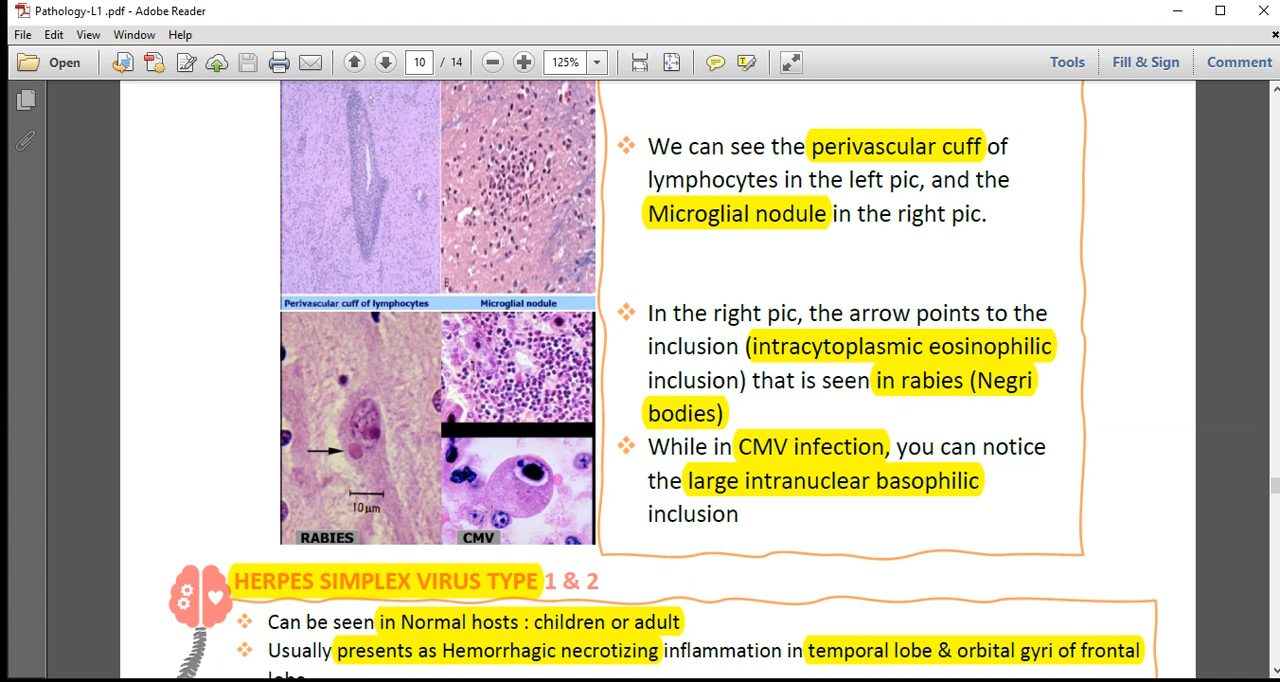 Pathology-L1 .pdf - Adobe Reader
File Edit View Window Help
Open 10 / 14 125% Tools Fill & Sign Comment
We can see the perivascular cuff of
lymphocytes in the left pic, and the
Microglial nodule in the right pic.
B
Perivascular cuff of lymphocytes Microglial nodule
In the right pic, the arrow points to the
inclusion (intracytoplasmic eosinophilic
inclusion) that is seen in rabies (Negri
bodies)
While in CMV infection, you can notice
the large intranuclear basophilic
inclusion
10 µm
RABIES CMV
HERPES SIMPLEX VIRUS TYPE 1 & 2
Can be seen in Normal hosts : children or adult
Usually presents as Hemorrhagic necrotizing inflammation in temporal lobe & orbital gyri of frontal